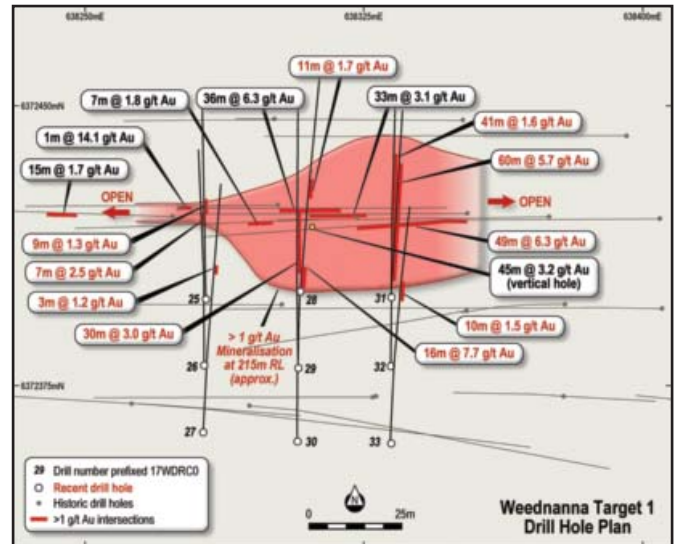 638250mE
638325mE
638400mE
11m @ 1.7 g/t Au
6372450mN
7m @ 1.8 g/t Au
36m @ 6.3 g/t Au
33m @ 3.1 g/t Au
41m @ 1.6 g/t Au
1m @ 14.1 g/t Au
60m @ 5.7 g/t Au
15m @ 1.7 g/t Au
OPEN
OPEN
9m @ 1.3 g/t Au
49m @ 6.3 g/t Au
7m @ 2.5 g/t Au
45m @ 3.2 g/t Au
(vertical hole)
3m @ 1.2 g/t Au
25
28
31
10m @ 1.5 g/t Au
30m @ 3.0 g/t Au
> 1 g/t Au
Mineralisation
at 215m RL
(approx.)
16m @ 7.7 g/t Au
26
29
32
6372375mN
27
30
33
29 Drill number prefixed 17WDRC0
Recent drill hole
Historic drill holes
>1 g/t Au intersections
N
0
25m
Weednanna Target 1
Drill Hole Plan